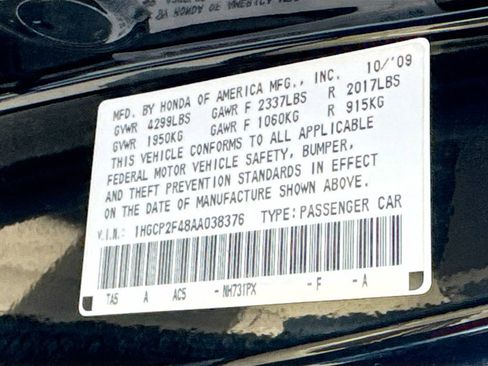 MFD. BY HONDA OF AMERICA MFG., INC. 10/'09
GVWR 4299LBS GAWR F 2337LBS R 2017LBS
GVWR 1950KG GAWR F 1060KG R 915KG
THIS VEHICLE CONFORMS TO ALL APPLICABLE
FEDERAL MOTOR VEHICLE SAFETY, BUMPER,
AND THEFT PREVENTION STANDARDS IN EFFECT
ON THE DATE OF MANUFACTURE SHOWN ABOVE.
V.I.N.: 1HGCP2F48AA038376 TYPE: PASSENGER CAR
TA5 A AC5 -NH731PX -F -A